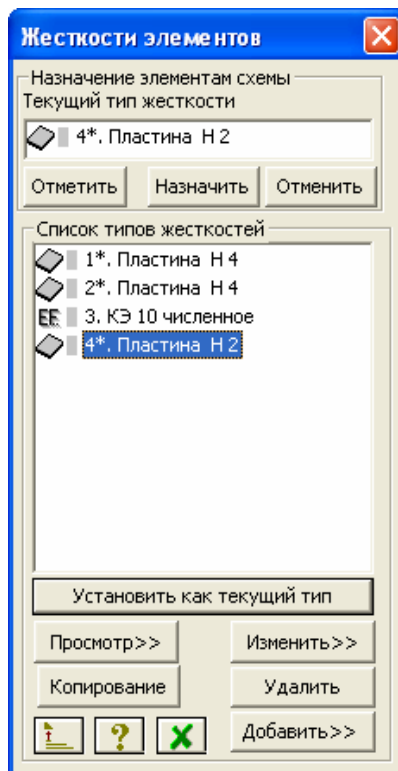 Жесткости элементов
Назначение элементам схемы
Текущий тип жесткости
4*. Пластина H 2
Отметить Назначить Отменить
Список типов жесткостей
1*. Пластина H 4
2*. Пластина H 4
3. КЭ 10 численное
4*. Пластина H 2
Установить как текущий тип
Просмотр>> Изменить>>
Копирование Удалить
Добавить>>